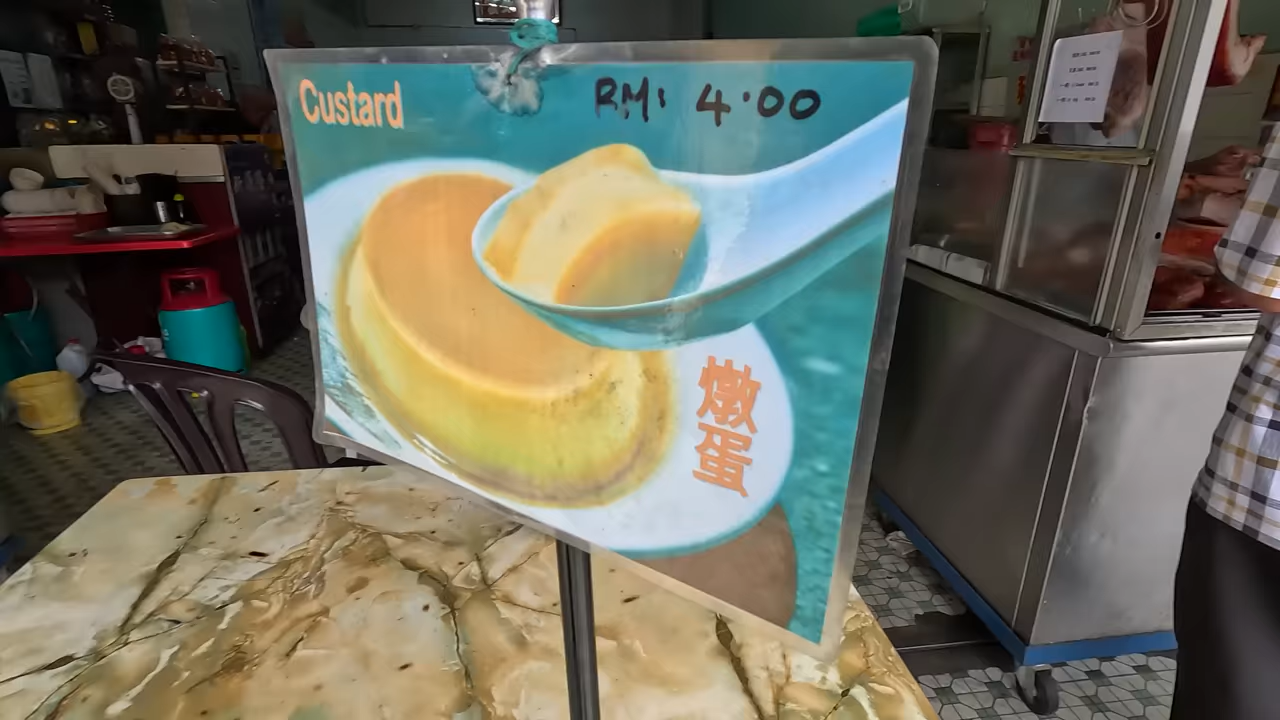 Custard
RM: 4.00
燉
蛋